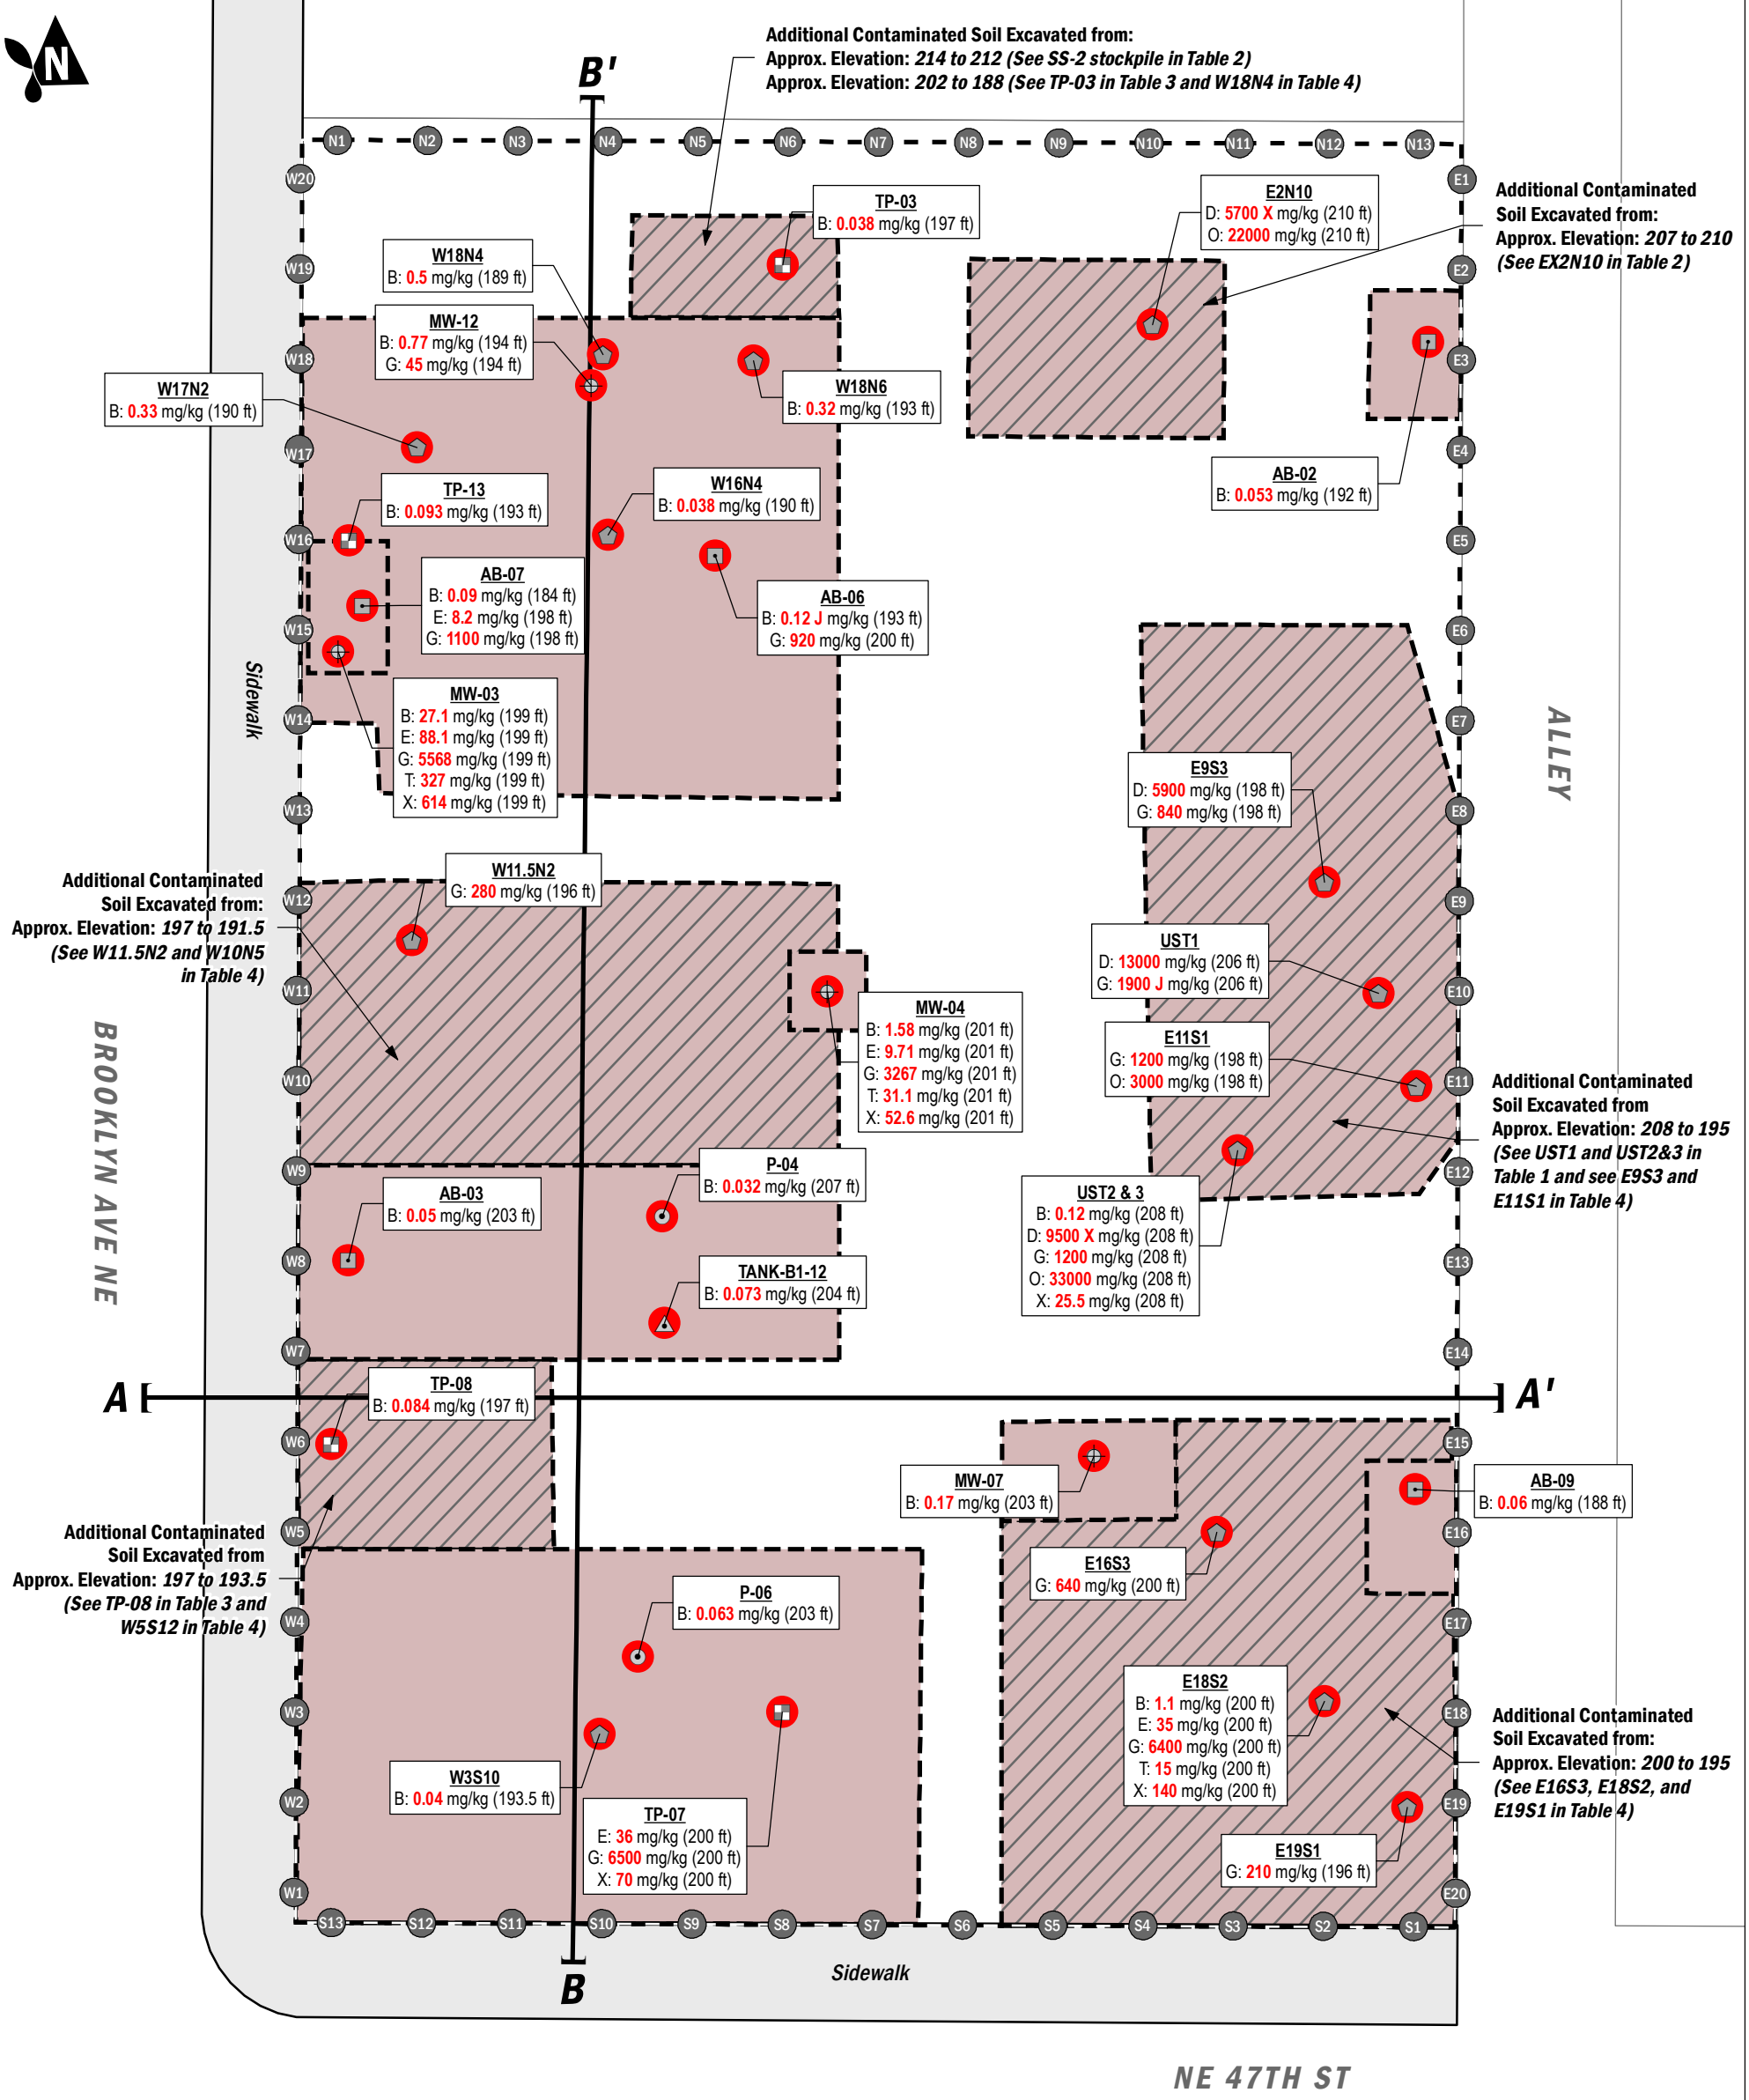 N
Additional Contaminated Soil Excavated from:
Approx. Elevation: 214 to 212 (See SS-2 stockpile in Table 2)
Approx. Elevation: 202 to 188 (See TP-03 in Table 3 and W18N4 in Table 4)
B'
N1 N2 N3 N4 N5 N6 N7 N8 N9 N10 N11 N12 N13
W20
W19
W18
W17
W16
W15
W14
W13
W12
W11
W10
W9
W8
W7
W6
W5
W4
W3
W2
W1
E1
E2
E3
E4
E5
E6
E7
E8
E9
E10
E11
E12
E13
E14
E15
E16
E17
E18
E19
E20
TP-03
B: 0.038 mg/kg (197 ft)
E2N10
D: 5700 X mg/kg (210 ft)
O: 22000 mg/kg (210 ft)
Additional Contaminated
Soil Excavated from:
Approx. Elevation: 207 to 210
(See EX2N10 in Table 2)
W18N4
B: 0.5 mg/kg (189 ft)
MW-12
B: 0.77 mg/kg (194 ft)
G: 45 mg/kg (194 ft)
W17N2
B: 0.33 mg/kg (190 ft)
W18N6
B: 0.32 mg/kg (193 ft)
AB-02
B: 0.053 mg/kg (192 ft)
TP-13
B: 0.093 mg/kg (193 ft)
W16N4
B: 0.038 mg/kg (190 ft)
AB-07
B: 0.09 mg/kg (184 ft)
E: 8.2 mg/kg (198 ft)
G: 1100 mg/kg (198 ft)
AB-06
B: 0.12 J mg/kg (193 ft)
G: 920 mg/kg (200 ft)
Sidewalk
MW-03
B: 27.1 mg/kg (199 ft)
E: 88.1 mg/kg (199 ft)
G: 5568 mg/kg (199 ft)
T: 327 mg/kg (199 ft)
X: 614 mg/kg (199 ft)
ALLEY
E9S3
D: 5900 mg/kg (198 ft)
G: 840 mg/kg (198 ft)
W11.5N2
G: 280 mg/kg (196 ft)
Additional Contaminated
Soil Excavated from:
Approx. Elevation: 197 to 191.5
(See W11.5N2 and W10N5
in Table 4)
UST1
D: 13000 mg/kg (206 ft)
G: 1900 J mg/kg (206 ft)
MW-04
B: 1.58 mg/kg (201 ft)
E: 9.71 mg/kg (201 ft)
G: 3267 mg/kg (201 ft)
T: 31.1 mg/kg (201 ft)
X: 52.6 mg/kg (201 ft)
E11S1
G: 1200 mg/kg (198 ft)
O: 3000 mg/kg (198 ft)
BROOKLYN AVE NE
Additional Contaminated
Soil Excavated from
Approx. Elevation: 208 to 195
(See UST1 and UST2&3 in
Table 1 and see E9S3 and
E11S1 in Table 4)
P-04
B: 0.032 mg/kg (207 ft)
AB-03
B: 0.05 mg/kg (203 ft)
UST2 & 3
B: 0.12 mg/kg (208 ft)
D: 9500 X mg/kg (208 ft)
G: 1200 mg/kg (208 ft)
O: 33000 mg/kg (208 ft)
X: 25.5 mg/kg (208 ft)
TANK-B1-12
B: 0.073 mg/kg (204 ft)
A
A'
TP-08
B: 0.084 mg/kg (197 ft)
MW-07
B: 0.17 mg/kg (203 ft)
AB-09
B: 0.06 mg/kg (188 ft)
Additional Contaminated
Soil Excavated from
Approx. Elevation: 197 to 193.5
(See TP-08 in Table 3 and
W5S12 in Table 4)
E16S3
G: 640 mg/kg (200 ft)
P-06
B: 0.063 mg/kg (203 ft)
E18S2
B: 1.1 mg/kg (200 ft)
E: 35 mg/kg (200 ft)
G: 6400 mg/kg (200 ft)
T: 15 mg/kg (200 ft)
X: 140 mg/kg (200 ft)
Additional Contaminated
Soil Excavated from:
Approx. Elevation: 200 to 195
(See E16S3, E18S2, and
E19S1 in Table 4)
W3S10
B: 0.04 mg/kg (193.5 ft)
TP-07
E: 36 mg/kg (200 ft)
G: 6500 mg/kg (200 ft)
X: 70 mg/kg (200 ft)
E19S1
G: 210 mg/kg (196 ft)
S13 S12 S11 S10 S9 S8 S7 S6 S5 S4 S3 S2 S1
B
Sidewalk
NE 47TH ST